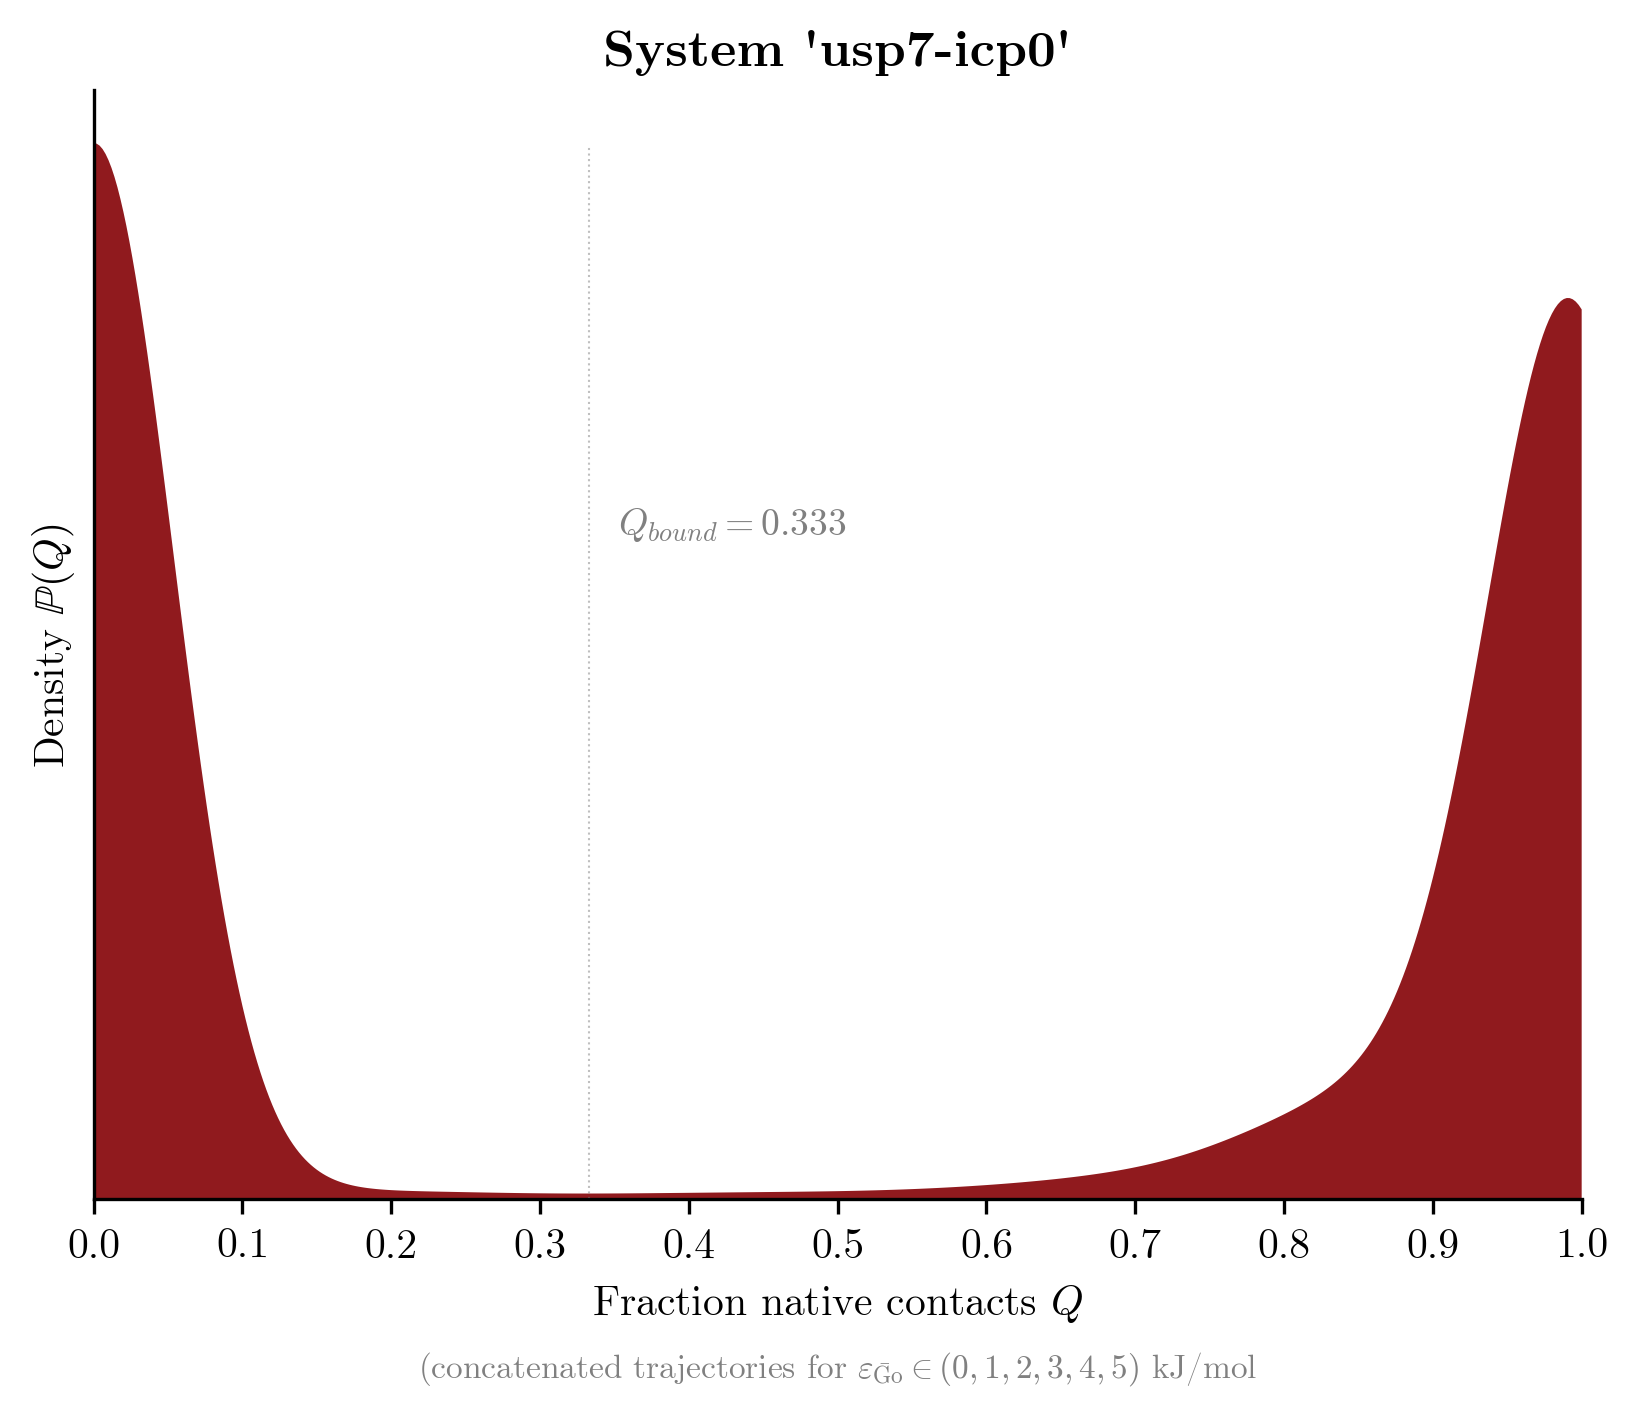 System 'usp7-icp0'
Density ℙ(Q)
Q_{bound} = 0.333
0.0 0.1 0.2 0.3 0.4 0.5 0.6 0.7 0.8 0.9 1.0
Fraction native contacts Q
(concatenated trajectories for ε_{Ḡo} ∈ (0, 1, 2, 3, 4, 5) kJ/mol